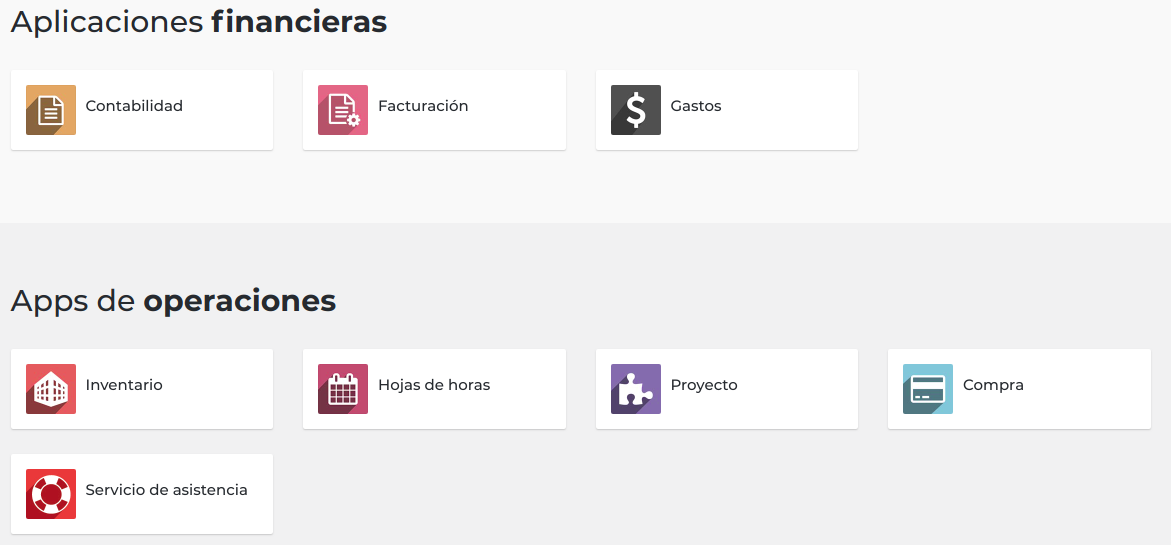 Aplicaciones financieras
Contabilidad
Facturación
Gastos
Apps de operaciones
Inventario
Hojas de horas
Proyecto
Compra
Servicio de asistencia